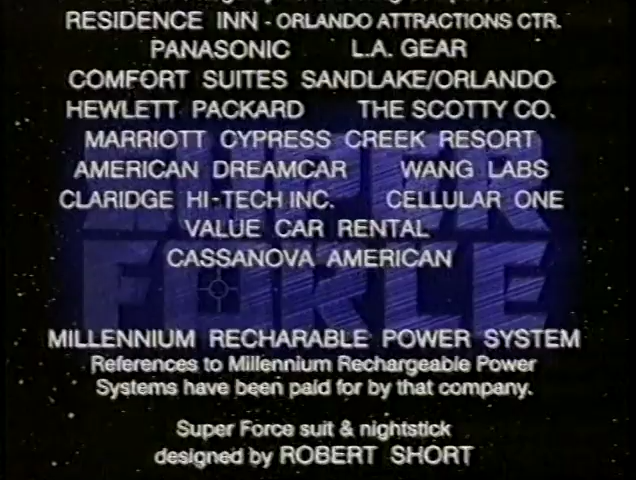 RESIDENCE INN - ORLANDO ATTRACTIONS CTR.
PANASONIC L.A. GEAR
COMFORT SUITES SANDLAKE/ORLANDO
HEWLETT PACKARD THE SCOTTY CO.
MARRIOTT CYPRESS CREEK RESORT
AMERICAN DREAMCAR WANG LABS
CLARIDGE HI-TECH INC. CELLULAR ONE
VALUE CAR RENTAL
CASSANOVA AMERICAN
SUPER
FORCE
MILLENNIUM RECHARABLE POWER SYSTEM
References to Millennium Rechargeable Power
Systems have been paid for by that company.
Super Force suit & nightstick
designed by ROBERT SHORT